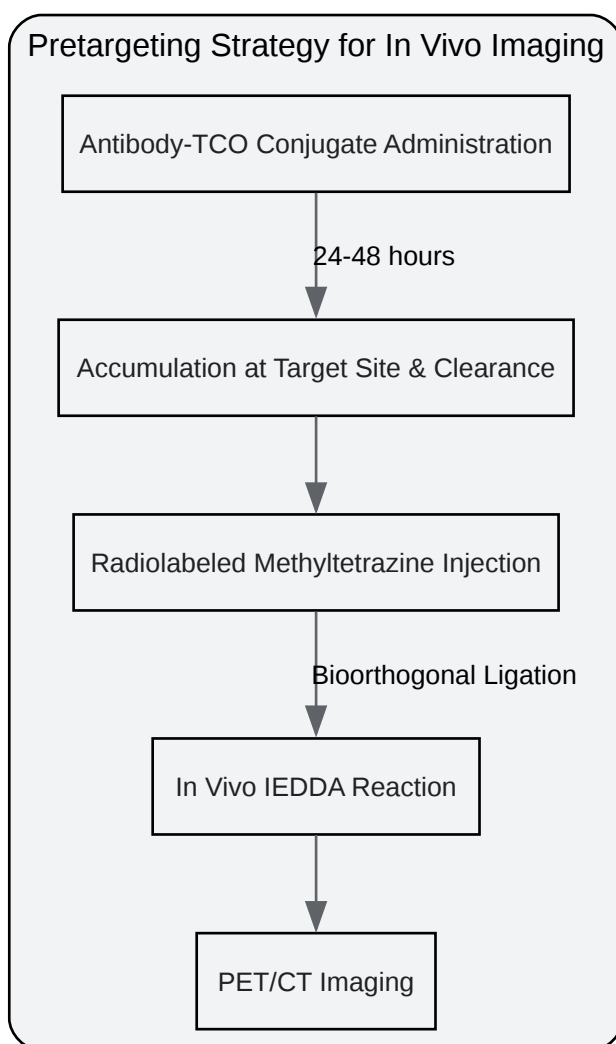 Pretargeting Strategy for In Vivo Imaging
Antibody-TCO Conjugate Administration
24-48 hours
Accumulation at Target Site & Clearance
Radiolabeled Methyltetrazine Injection
Bioorthogonal Ligation
In Vivo IEDDA Reaction
PET/CT Imaging